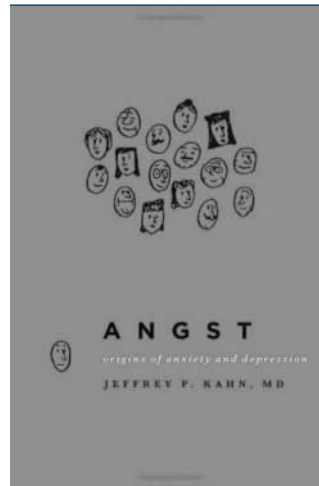 ANGST
origins of anxiety and depression
JEFFREY P. KAHN, MD